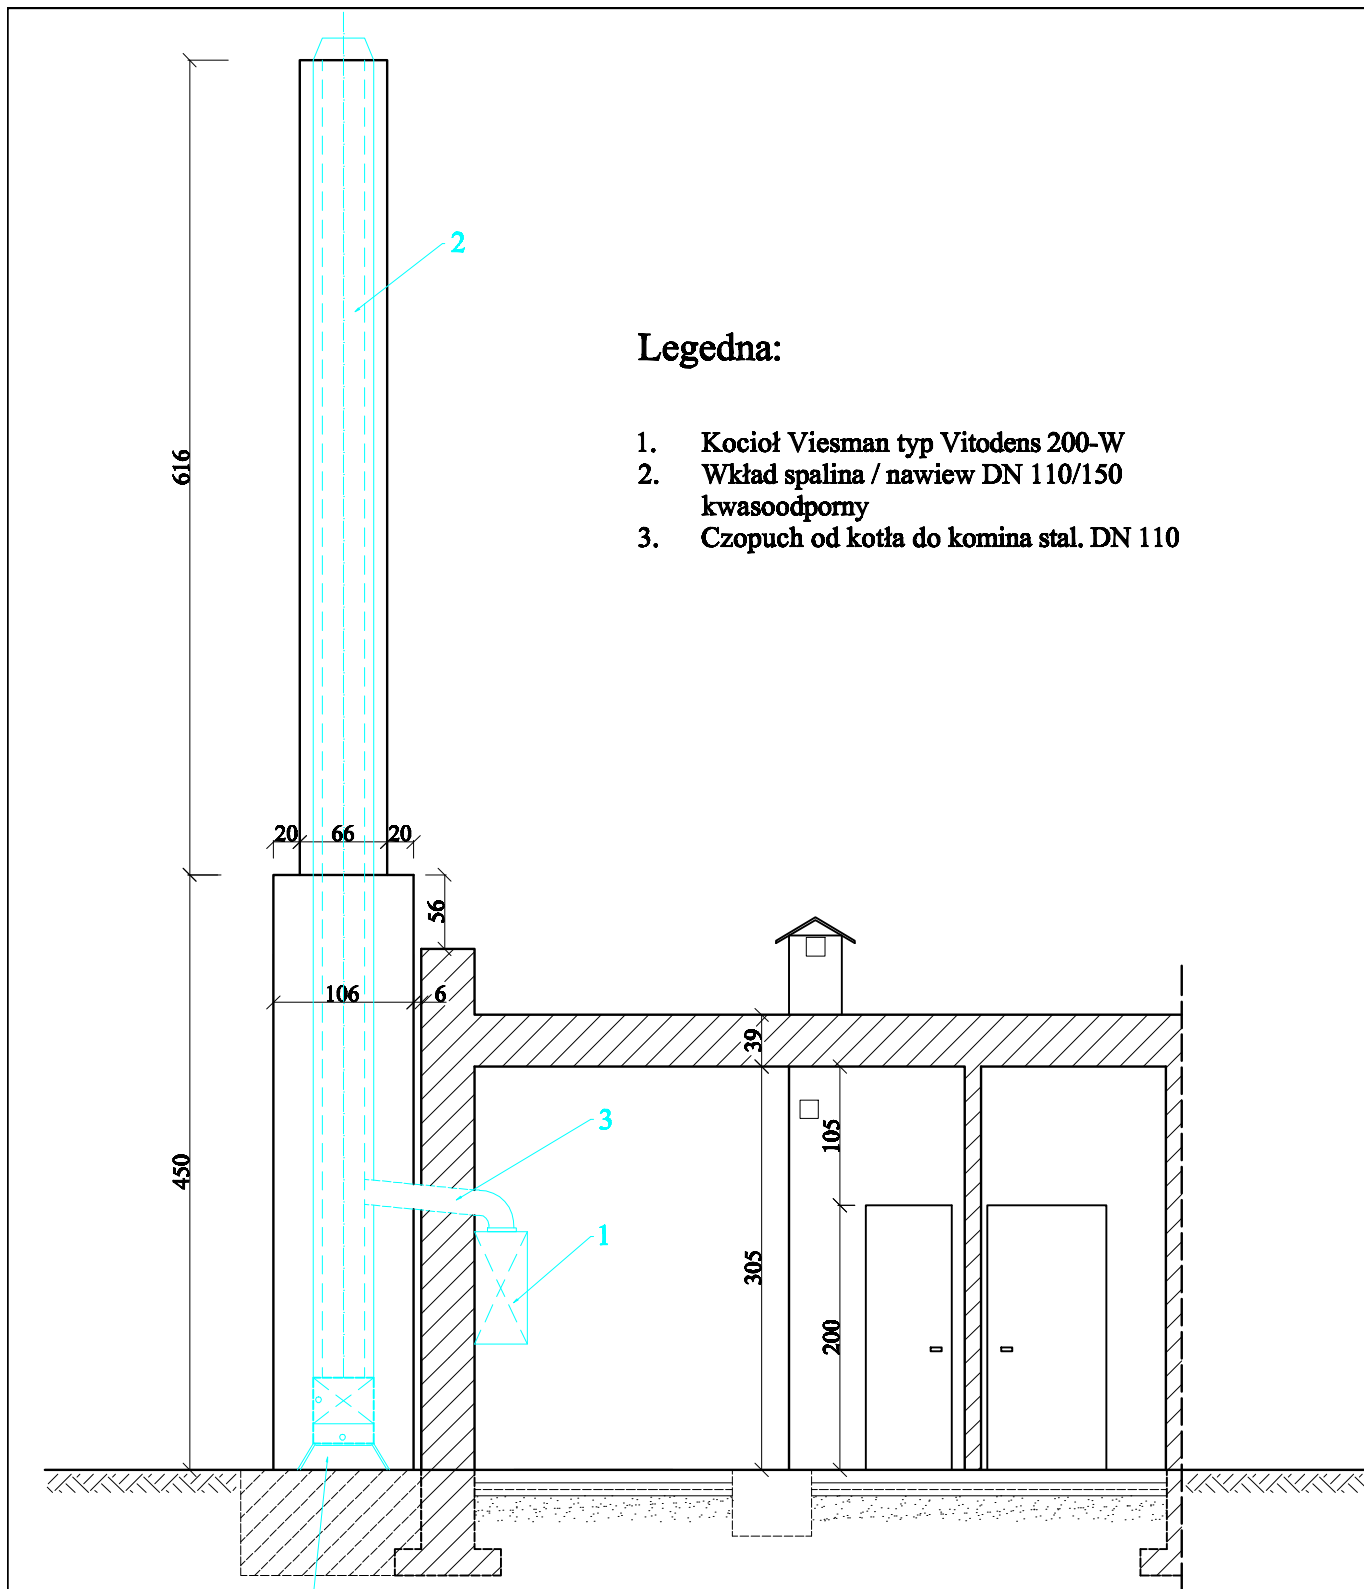 2
Legedna:
616
1. Kocioł Viesman typ Vitodens 200-W
2. Wkład spalina / nawiew DN 110/150
kwasoodporny
3. Czopuch od kotła do komina stal. DN 110
20 66 20
56
106 6
39
3
105
450
1
305
200